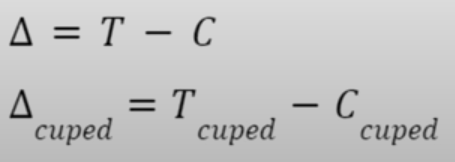 Δ = T − C
Δcuped = Tcuped − Ccuped